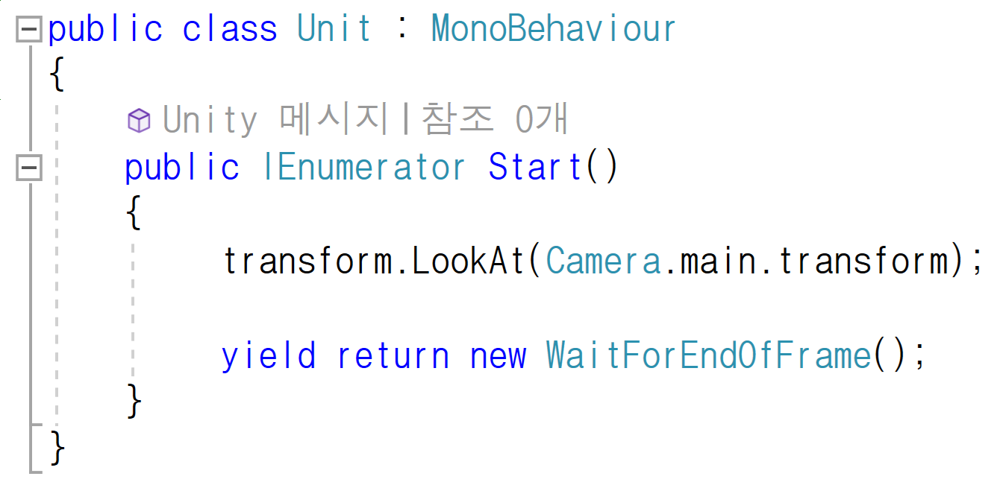 public class Unit : MonoBehaviour
{
Unity 메시지|참조 0개
public IEnumerator Start()
{
transform.LookAt(Camera.main.transform);
yield return new WaitForEndOfFrame();
}
}